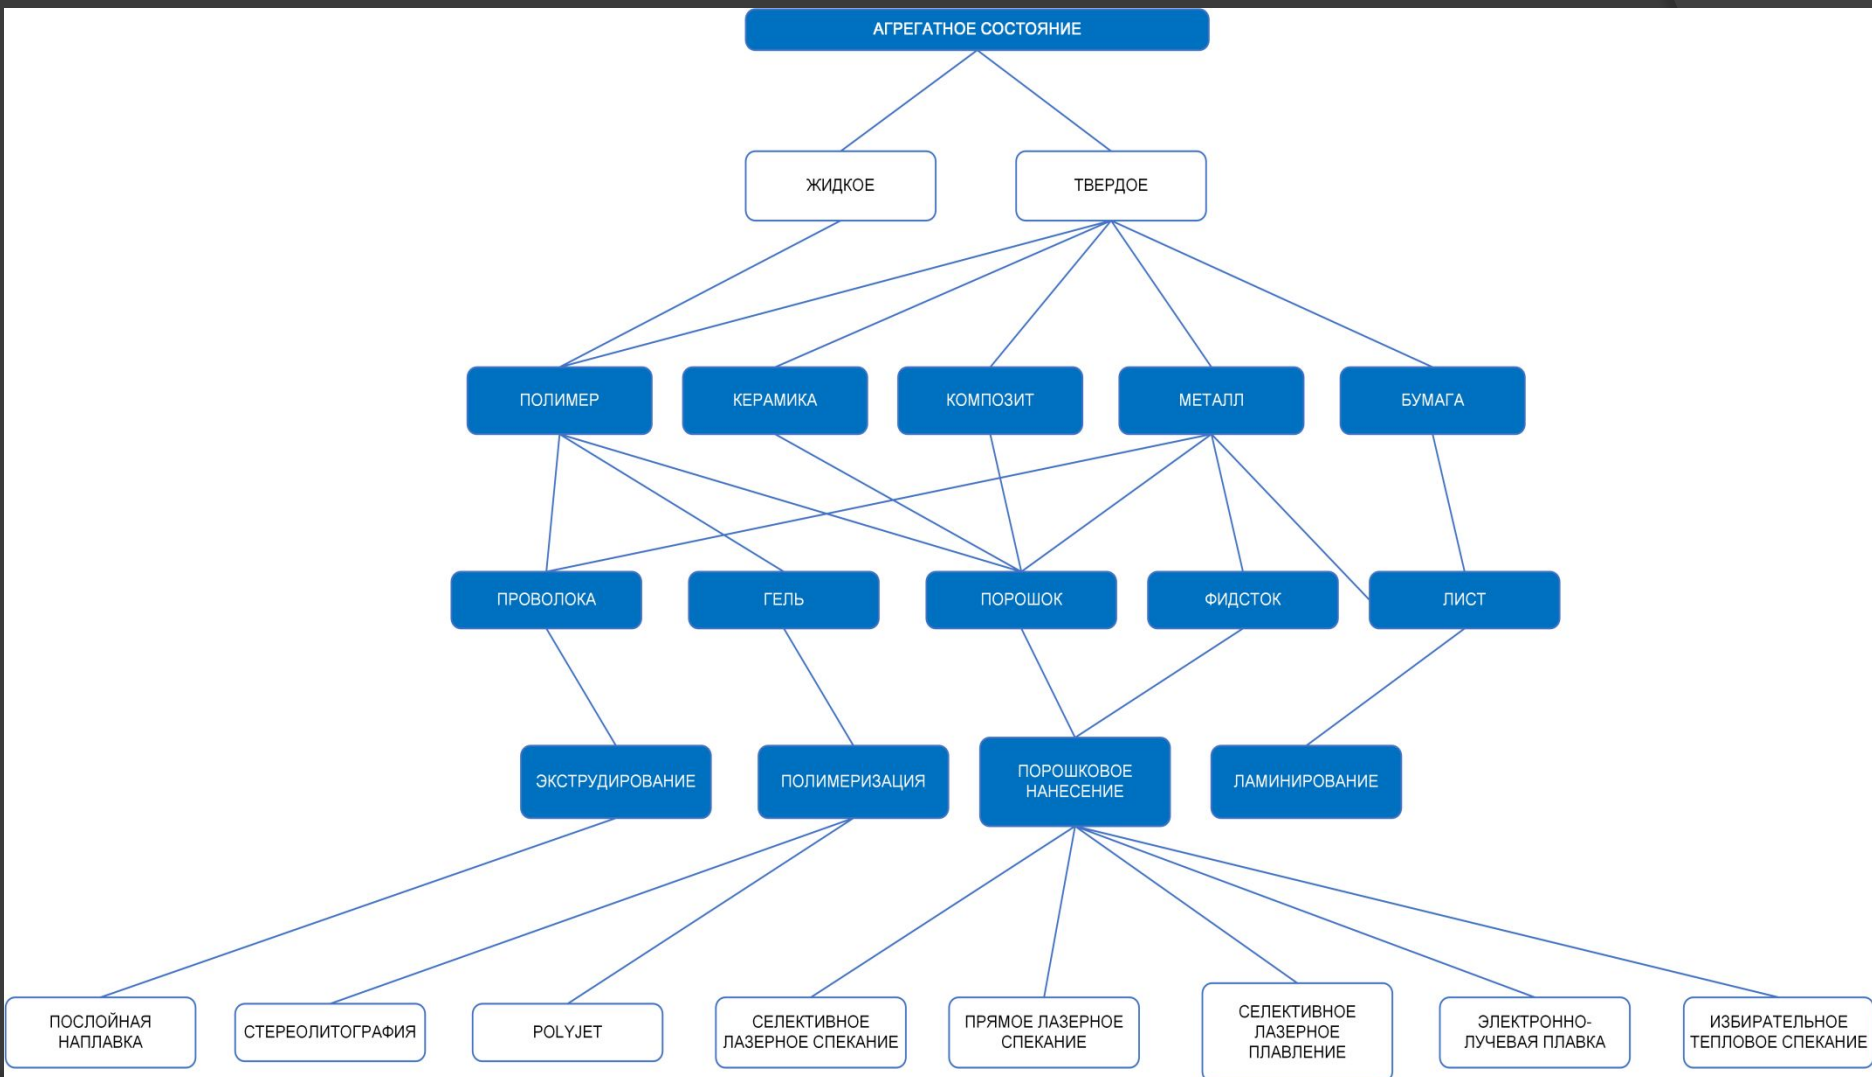 АГРЕГАТНОЕ СОСТОЯНИЕ
ЖИДКОЕ
ТВЕРДОЕ
ПОЛИМЕР
КЕРАМИКА
КОМПОЗИТ
МЕТАЛЛ
БУМАГА
ПРОВОЛОКА
ГЕЛЬ
ПОРОШОК
ФИДСТОК
ЛИСТ
ЭКСТРУДИРОВАНИЕ
ПОЛИМЕРИЗАЦИЯ
ПОРОШКОВОЕ
НАНЕСЕНИЕ
ЛАМИНИРОВАНИЕ
ПОСЛОЙНАЯ
НАПЛАВКА
СТЕРЕОЛИТОГРАФИЯ
POLYJET
СЕЛЕКТИВНОЕ
ЛАЗЕРНОЕ СПЕКАНИЕ
ПРЯМОЕ ЛАЗЕРНОЕ
СПЕКАНИЕ
СЕЛЕКТИВНОЕ
ЛАЗЕРНОЕ
ПЛАВЛЕНИЕ
ЭЛЕКТРОННО-
ЛУЧЕВАЯ ПЛАВКА
ИЗБИРАТЕЛЬНОЕ
ТЕПЛОВОЕ СПЕКАНИЕ